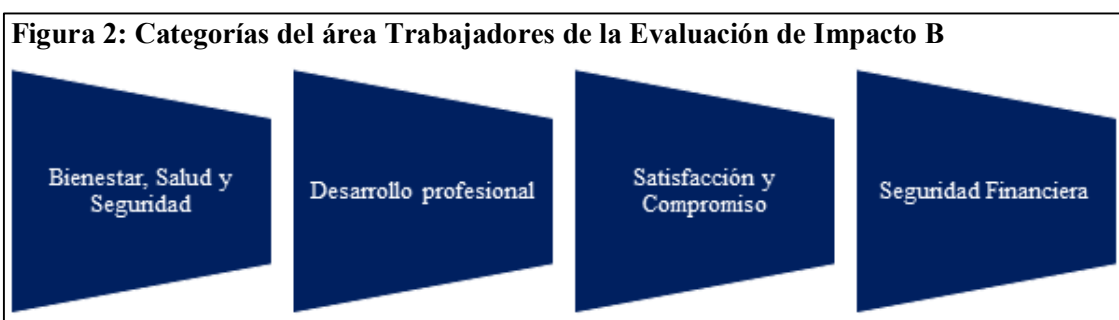 Figura 2: Categorías del área Trabajadores de la Evaluación de Impacto B
Bienestar, Salud y
Seguridad
Desarrollo profesional
Satisfacción y
Compromiso
Seguridad Financiera